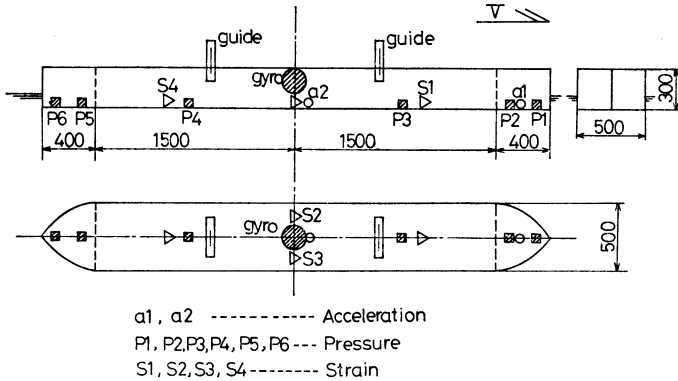 V
guide guide
gyro
S4 a2 S1 a1
P6 P5 P4 P3 P2 P1
300
400 1500 1500 400 500
S2
gyro
S3
500
a1, a2 ----------- Acceleration
P1, P2,P3,P4, P5, P6--- Pressure
S1, S2, S3, S4-------- Strain